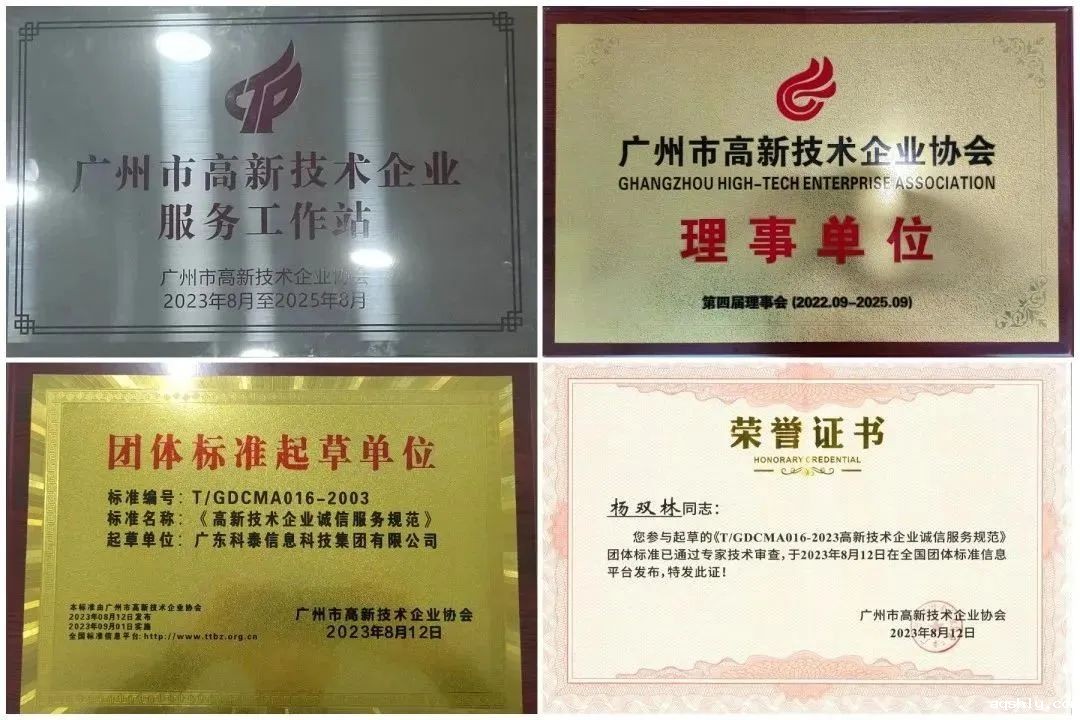 CTP
广州市高新技术企业
服务工作站
广州市高新技术企业协会
2023年8月至2025年8月
广州市高新技术企业协会
GHANGZHOU HIGH-TECH ENTERPRISE ASSOCIATION
理事单位
第四届理事会 (2022.09-2025.09)
团体标准起草单位
标准编号：T/GDCMA016-2003
标准名称：《高新技术企业诚信服务规范》
起草单位：广东科泰信息科技集团有限公司
本标准由广州市高新技术企业协会
2023年08月12日发布
2023年09月01日实施
全国标准信息平台：http://www.ttbz.org.cn
广州市高新技术企业协会
2023年8月12日
荣誉证书
HONORARY CREDENTIAL
杨双林同志：
您参与起草的《T/GDCMA016-2023高新技术企业诚信服务规范》
团体标准已通过专家技术审查，于2023年8月12日在全国团体标准信息
平台发布，特发此证！
广州市高新技术企业协会
2023年8月12日